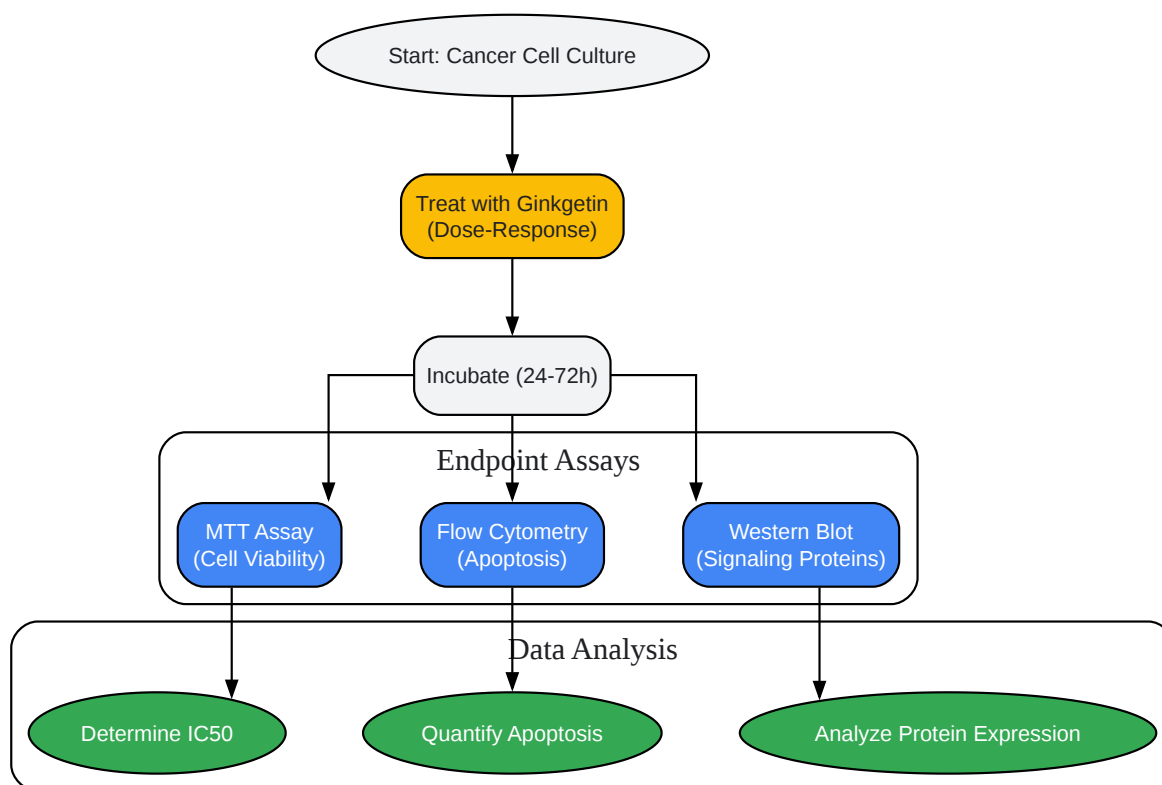 Start: Cancer Cell Culture
Treat with Ginkgetin
(Dose-Response)
Incubate (24-72h)
Endpoint Assays
MTT Assay
(Cell Viability)
Flow Cytometry
(Apoptosis)
Western Blot
(Signaling Proteins)
Data Analysis
Determine IC50
Quantify Apoptosis
Analyze Protein Expression